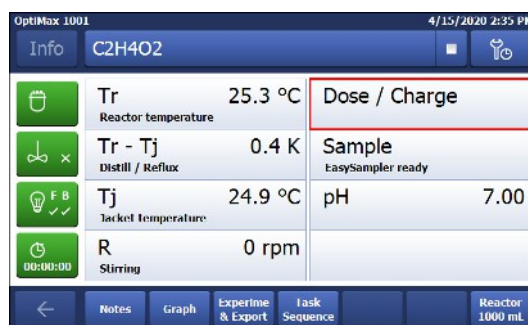 OptiMax 1001 4/15/2020 2:35 PM
Info C2H4O2
Tr 25.3 °C
Reactor temperature
Dose / Charge
Tr - Tj 0.4 K
Distill / Reflux
Sample
EasySampler ready
F B
Tj 24.9 °C
Jacket temperature
pH 7.00
00:00:00
R 0 rpm
Stirring
Notes
Graph
Experime
& Export
Task
Sequence
Reactor
1000 mL